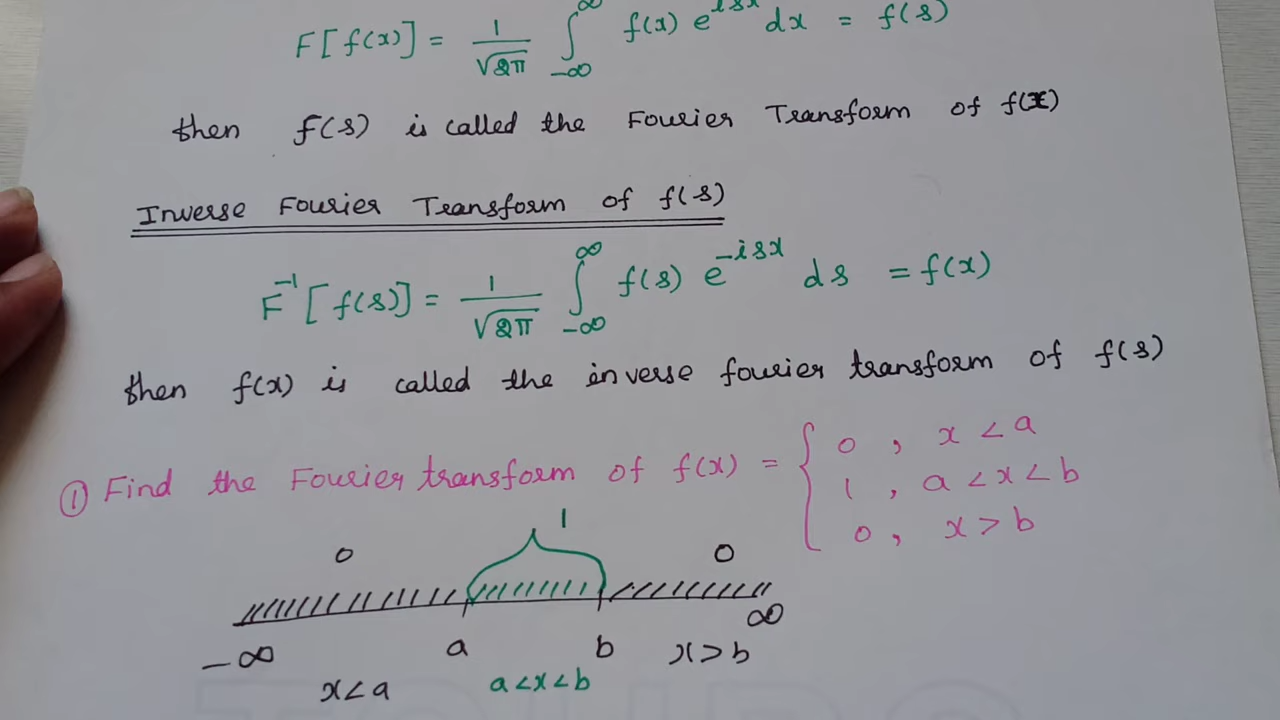 F[f(x)] = 1/√2π ∫_{-∞}^{∞} f(x) e^{isx} dx = f(s)
then F(s) is called the Fourier Transform of f(x)
Inverse Fourier Transform of f(s)
F^{-1}[f(s)] = 1/√2π ∫_{-∞}^{∞} f(s) e^{-isx} ds = f(x)
then f(x) is called the inverse fourier transform of f(s)
① Find the Fourier transform of f(x) = { 0 , x < a
1 , a < x < b
0 , x > b
0 1 0
-∞ a b ∞
x < a a < x < b x > b